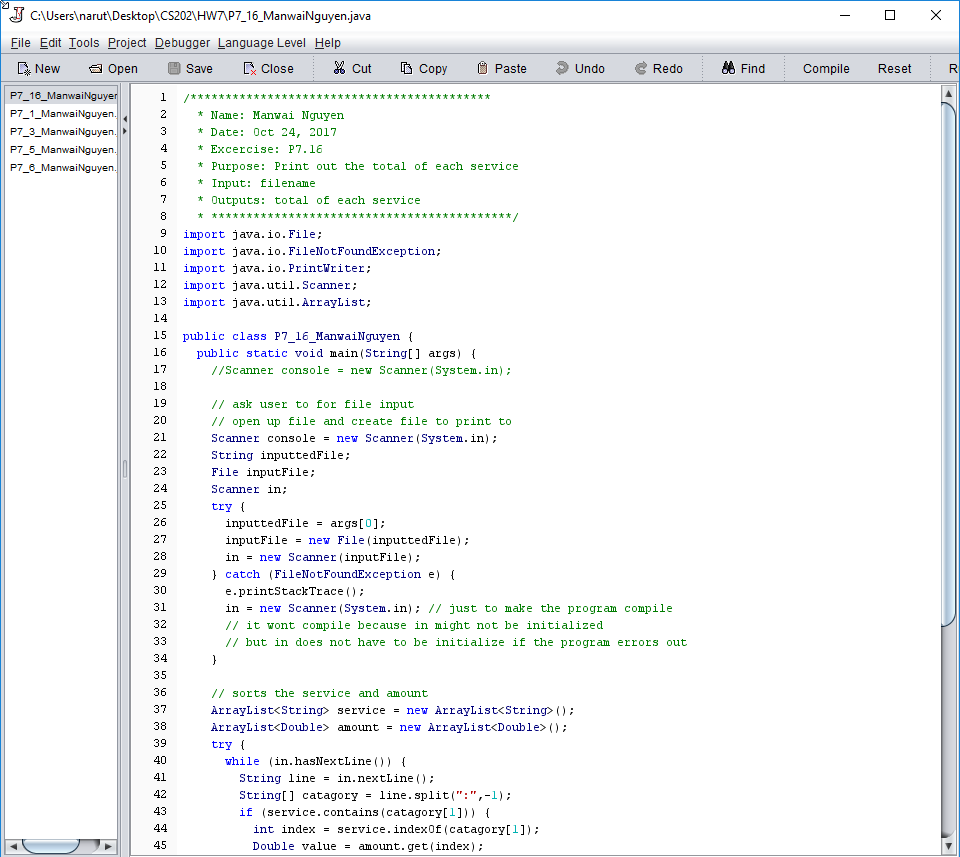 C:\Users\narut\Desktop\CS202\HW7\P7_16_ManwaiNguyen.java
File Edit Tools Project Debugger Language Level Help
New Open Save Close Cut Copy Paste Undo Redo Find Compile Reset R
P7_16_ManwaiNguyen
P7_1_ManwaiNguyen.
P7_3_ManwaiNguyen.
P7_5_ManwaiNguyen.
P7_6_ManwaiNguyen.
1 /*******************************************
2 * Name: Manwai Nguyen
3 * Date: Oct 24, 2017
4 * Excercise: P7.16
5 * Purpose: Print out the total of each service
6 * Input: filename
7 * Outputs: total of each service
8 * *******************************************/
9 import java.io.File;
10 import java.io.FileNotFoundException;
11 import java.io.PrintWriter;
12 import java.util.Scanner;
13 import java.util.ArrayList;
14
15 public class P7_16_ManwaiNguyen {
16 public static void main(String[] args) {
17 //Scanner console = new Scanner(System.in);
18
19 // ask user to for file input
20 // open up file and create file to print to
21 Scanner console = new Scanner(System.in);
22 String inputtedFile;
23 File inputFile;
24 Scanner in;
25 try {
26 inputtedFile = args[0];
27 inputFile = new File(inputtedFile);
28 in = new Scanner(inputFile);
29 } catch (FileNotFoundException e) {
30 e.printStackTrace();
31 in = new Scanner(System.in); // just to make the program compile
32 // it wont compile because in might not be initialized
33 // but in does not have to be initialize if the program errors out
34 }
35
36 // sorts the service and amount
37 ArrayList<String> service = new ArrayList<String>();
38 ArrayList<Double> amount = new ArrayList<Double>();
39 try {
40 while (in.hasNextLine()) {
41 String line = in.nextLine();
42 String[] catagory = line.split(":",-1);
43 if (service.contains(catagory[1])) {
44 int index = service.indexOf(catagory[1]);
45 Double value = amount.get(index);